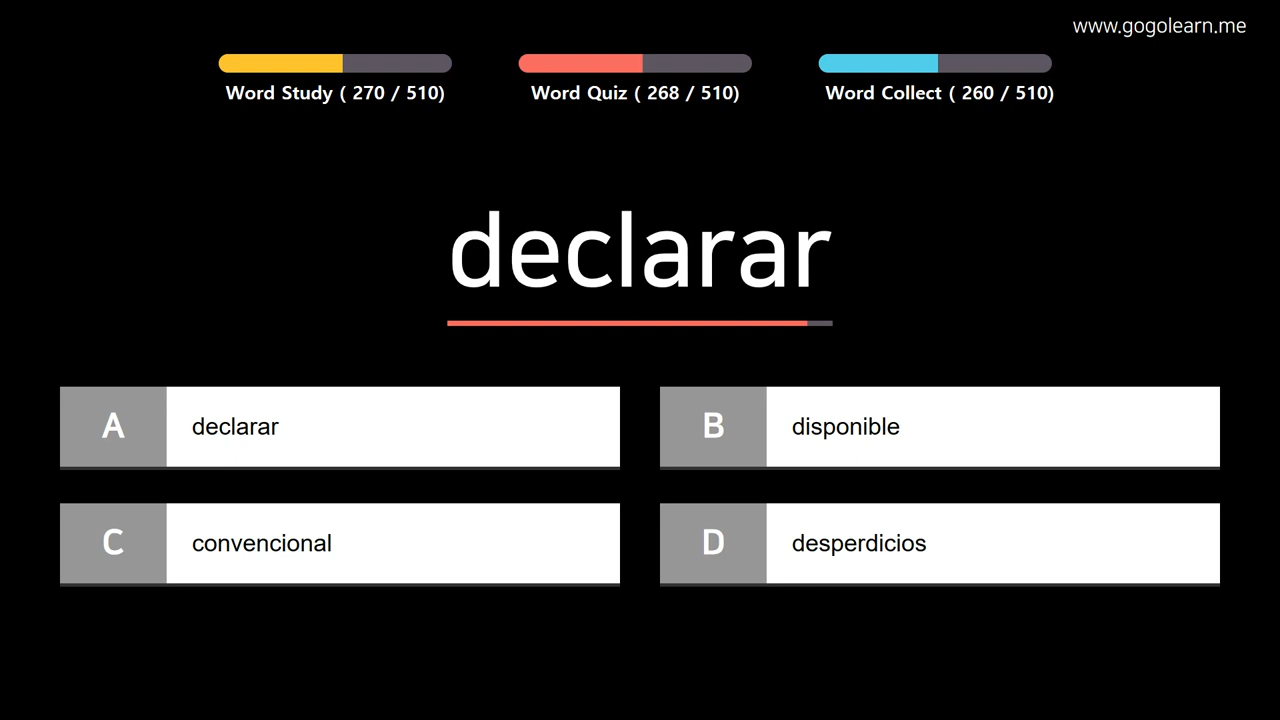 www.gogolearn.me
Word Study ( 270 / 510)
Word Quiz ( 268 / 510)
Word Collect ( 260 / 510)
declarar
A declarar
B disponible
C convencional
D desperdicios